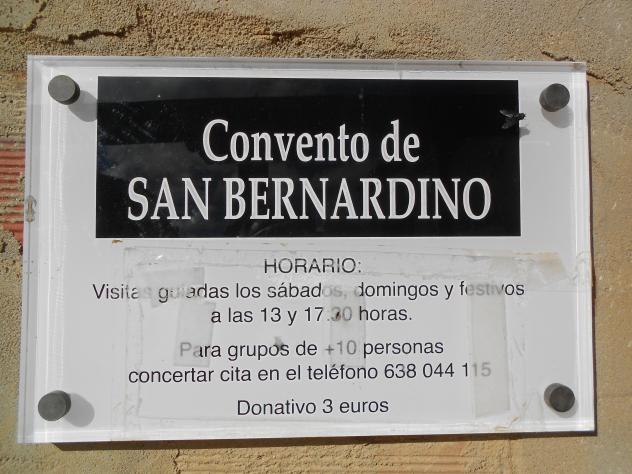 Convento de
SAN BERNARDINO
HORARIO:
Visitas guiadas los sábados, domingos y festivos
a las 13 y 17:30 horas.
Para grupos de +10 personas
concertar cita en el teléfono 638 044 115
Donativo 3 euros